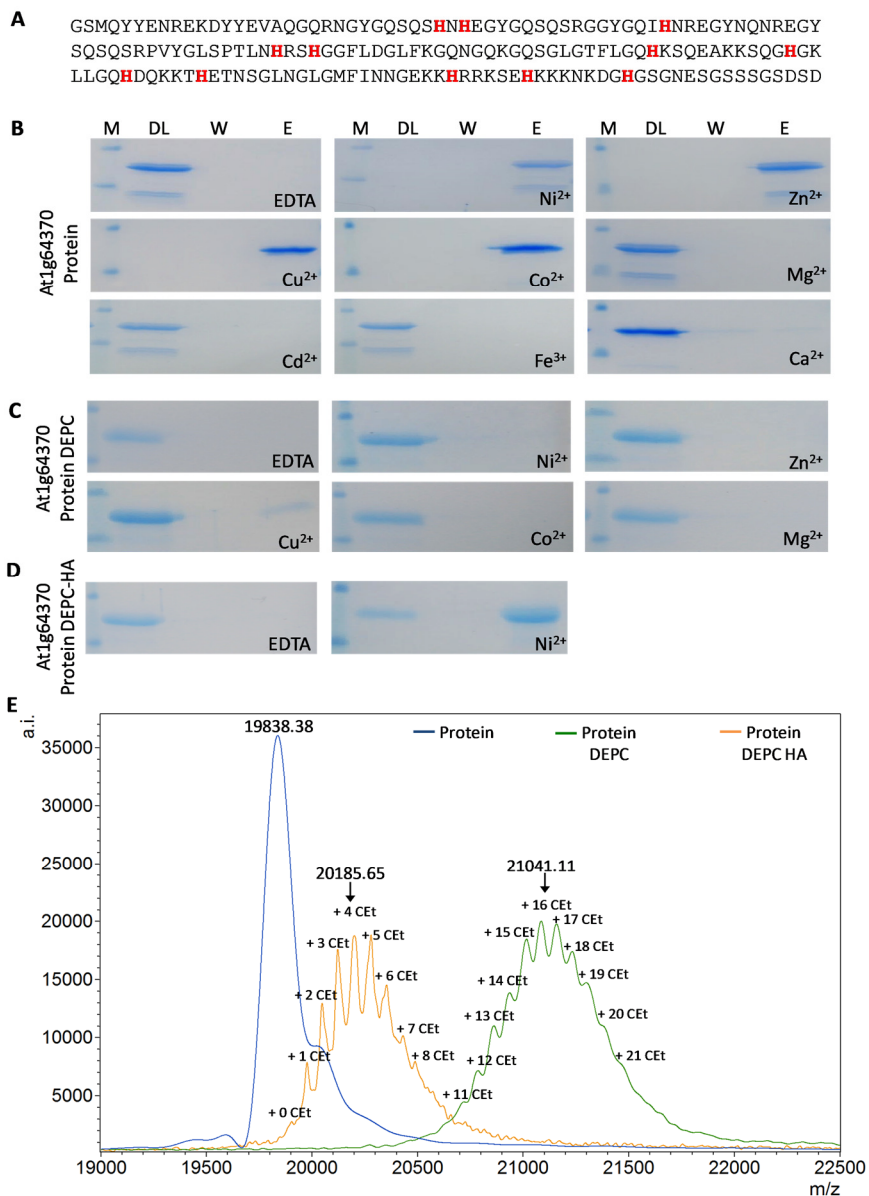 A
GSMQYYENREKDYYEVAQGQRNGYGQSQSHNHEGYGQSQSRGGYGQIHNREGYNQNREGY
SQSQSRPVYGLSPTLNHRSHGGFLDGLFKGQNGQKGQSGLGTFLGQHKSQEAKKSQGHGK
LLGQHDQKKTHETNSGLNGLGMFINNGEKKHRRKSEHKKKNKDGHGSGNESGSSSGSDSD
B
M DL W E M DL W E M DL W E
At1g64370
Protein
EDTA Ni2+ Zn2+
Cu2+ Co2+ Mg2+
Cd2+ Fe3+ Ca2+
C
At1g64370
Protein DEPC
EDTA Ni2+ Zn2+
Cu2+ Co2+ Mg2+
D
At1g64370
Protein DEPC-HA
EDTA Ni2+
E
a.i.
19838.38
Protein Protein DEPC Protein DEPC HA
35000
30000
25000
20000
15000
10000
5000
20185.65
21041.11
+ 0 CEt
+ 1 CEt
+ 2 CEt
+ 3 CEt
+ 4 CEt
+ 5 CEt
+ 6 CEt
+ 7 CEt
+ 8 CEt
+ 11 CEt
+ 12 CEt
+ 13 CEt
+ 14 CEt
+ 15 CEt
+ 16 CEt
+ 17 CEt
+ 18 CEt
+ 19 CEt
+ 20 CEt
+ 21 CEt
19000 19500 20000 20500 21000 21500 22000 22500
m/z